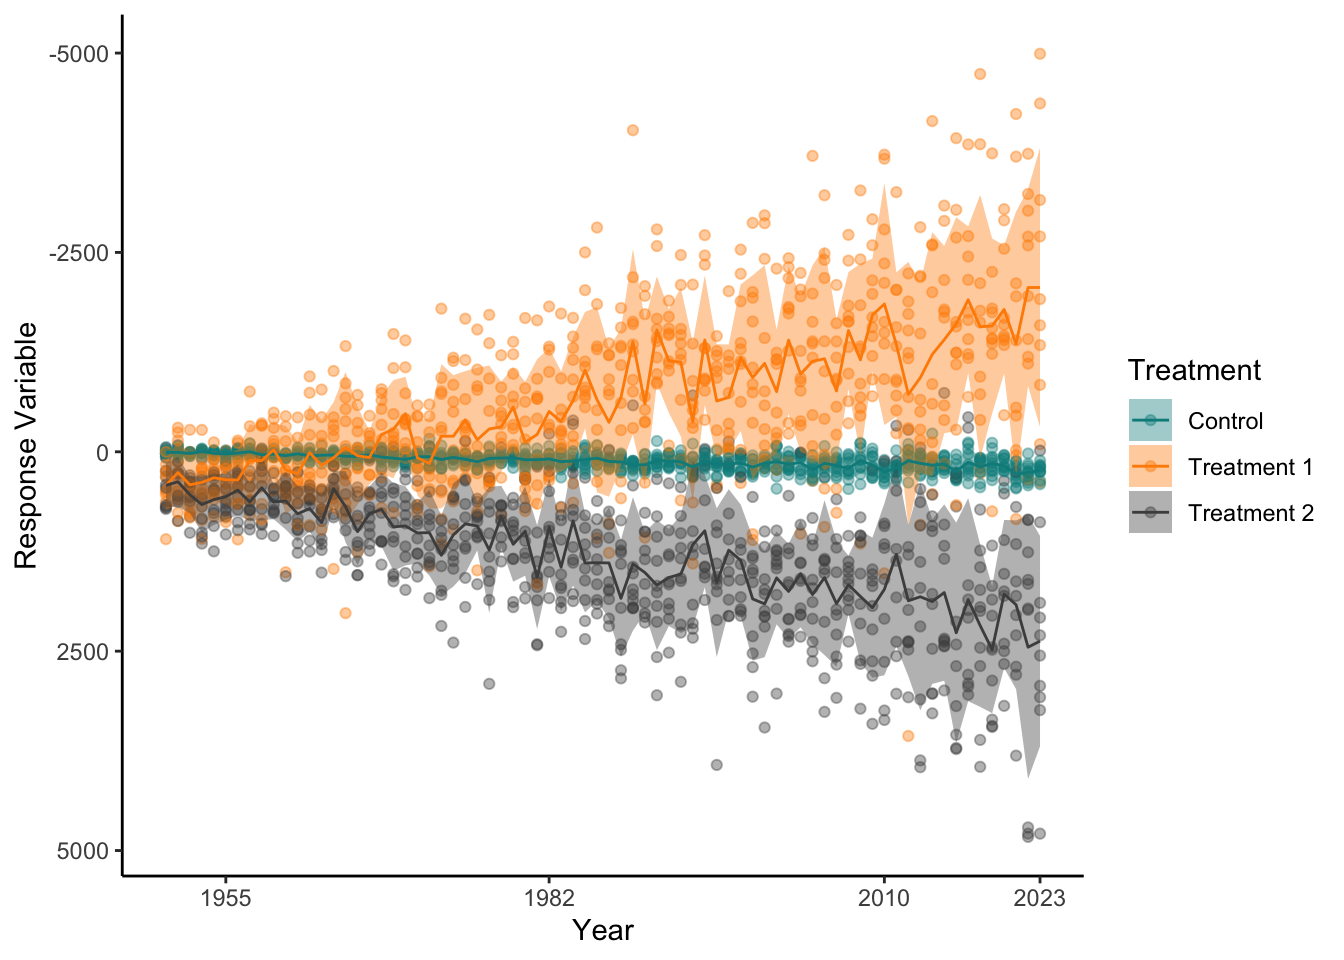 -5000
-2500
0
2500
5000
Response Variable
1955
1982
2010
2023
Year
Treatment
Control
Treatment 1
Treatment 2